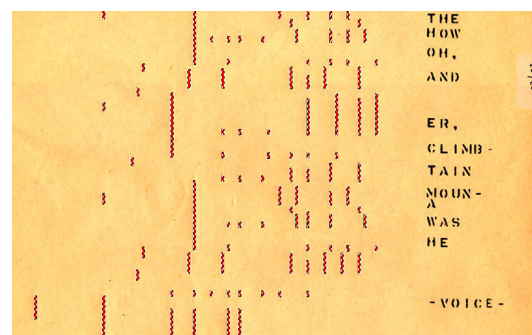 THE
HOW
OH,
AND
ER,
CLIMB-
TAIN
MOUN-
A
WAS
HE
-VOICE-